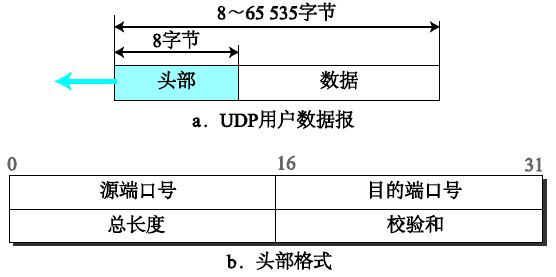 8～65 535字节
8字节
头部 数据
a. UDP用户数据报
0 16 31
源端口号 目的端口号
总长度 校验和
b. 头部格式